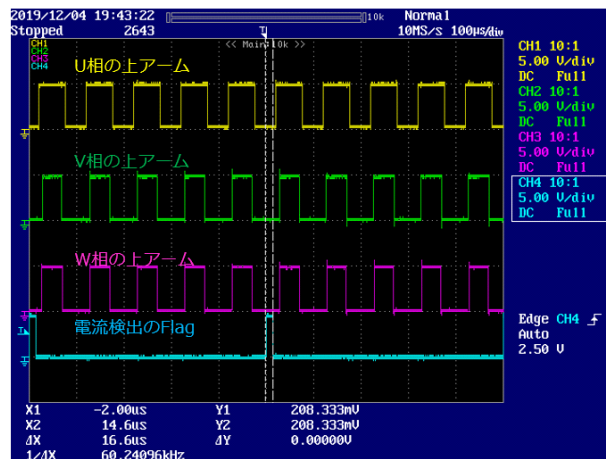 2019/12/04 19:43:22 10k Normal
Stopped 2643 10MS/s 100μs/div
<< Main:10k >>
CH1
CH2
CH3
CH4
U相の上アーム
V相の上アーム
W相の上アーム
電流検出のFlag
CH1 10:1
5.00 V/div
DC Full
CH2 10:1
5.00 V/div
DC Full
CH3 10:1
5.00 V/div
DC Full
CH4 10:1
5.00 V/div
DC Full
Edge CH4
Auto
2.50 V
X1 -2.00us Y1 208.333mV
X2 14.6us Y2 208.333mV
ΔX 16.6us ΔY 0.00000V
1/ΔX 60.24096kHz